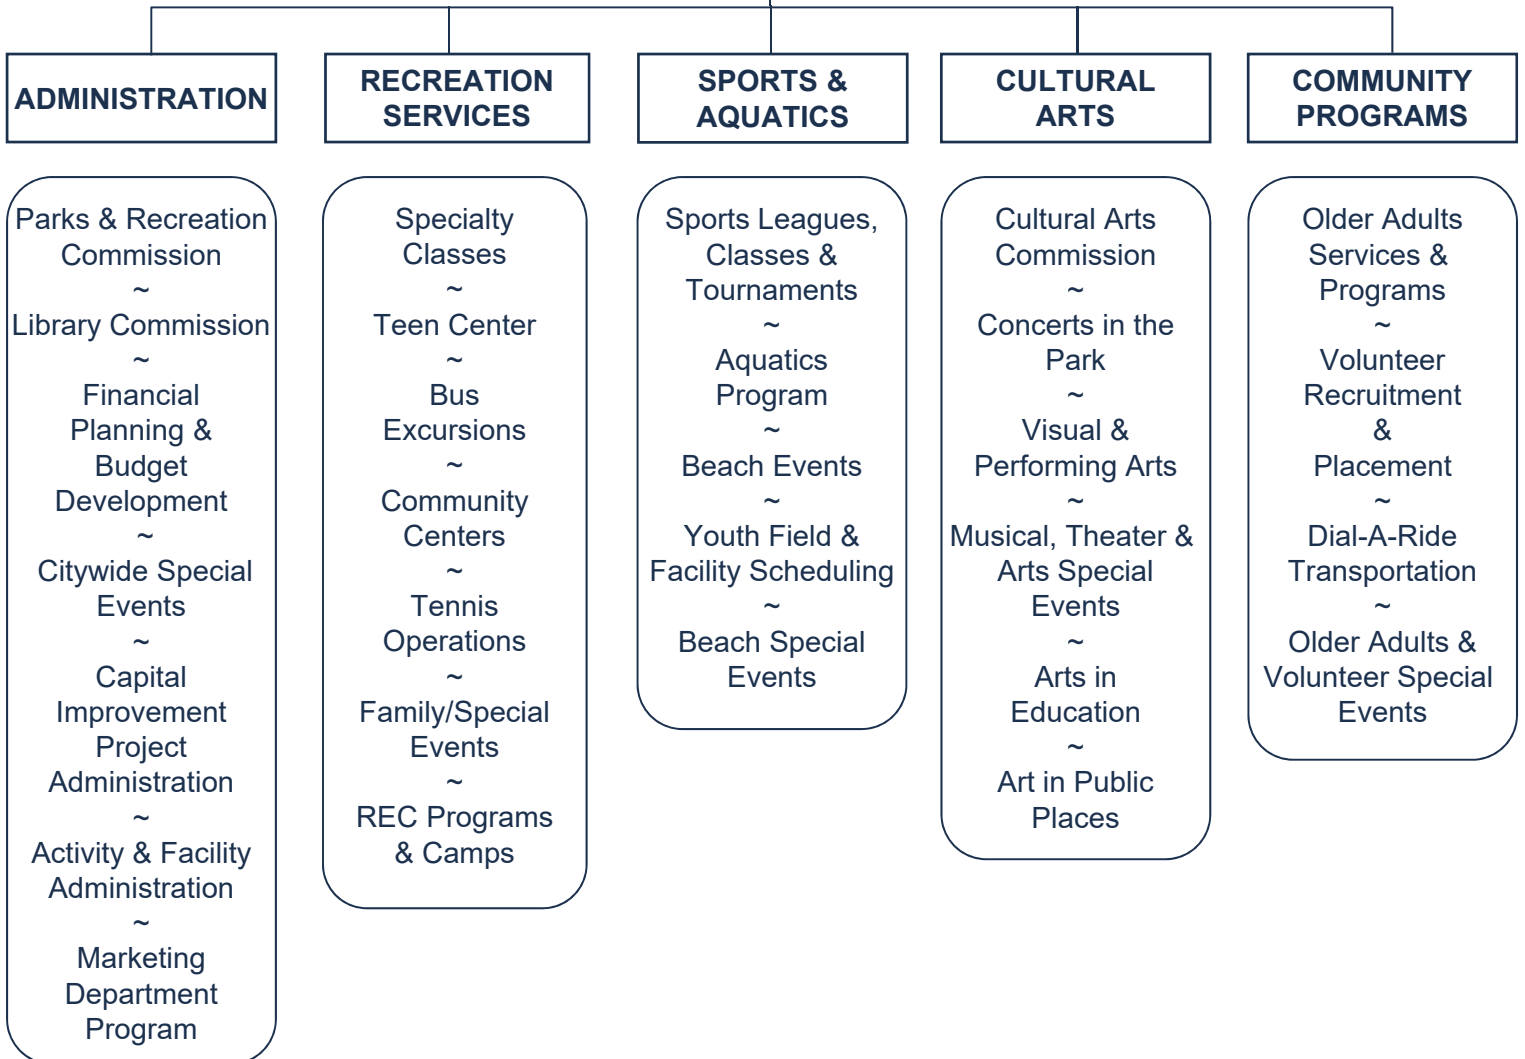 ADMINISTRATION
RECREATION
SERVICES
SPORTS &
AQUATICS
CULTURAL
ARTS
COMMUNITY
PROGRAMS
Parks & Recreation
Commission
~
Library Commission
~
Financial
Planning &
Budget
Development
~
Citywide Special
Events
~
Capital
Improvement
Project
Administration
~
Activity & Facility
Administration
~
Marketing
Department
Program
Specialty
Classes
~
Teen Center
~
Bus
Excursions
~
Community
Centers
~
Tennis
Operations
~
Family/Special
Events
~
REC Programs
& Camps
Sports Leagues,
Classes &
Tournaments
~
Aquatics
Program
~
Beach Events
~
Youth Field &
Facility Scheduling
~
Beach Special
Events
Cultural Arts
Commission
~
Concerts in the
Park
~
Visual &
Performing Arts
~
Musical, Theater &
Arts Special
Events
~
Arts in
Education
~
Art in Public
Places
Older Adults
Services &
Programs
~
Volunteer
Recruitment
&
Placement
~
Dial-A-Ride
Transportation
~
Older Adults &
Volunteer Special
Events